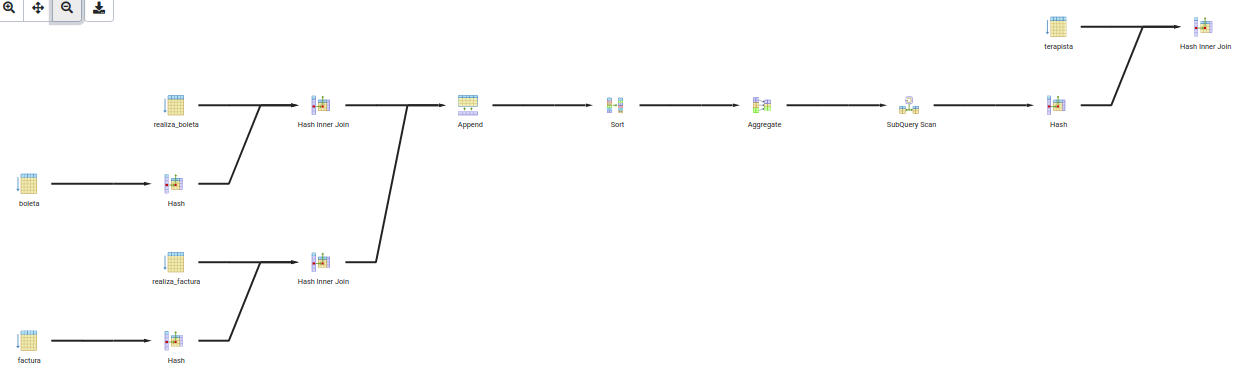 terapista
Hash Inner Join
realiza_boleta
Hash Inner Join
Append
Sort
Aggregate
SubQuery Scan
Hash
boleta
Hash
realiza_factura
Hash Inner Join
factura
Hash